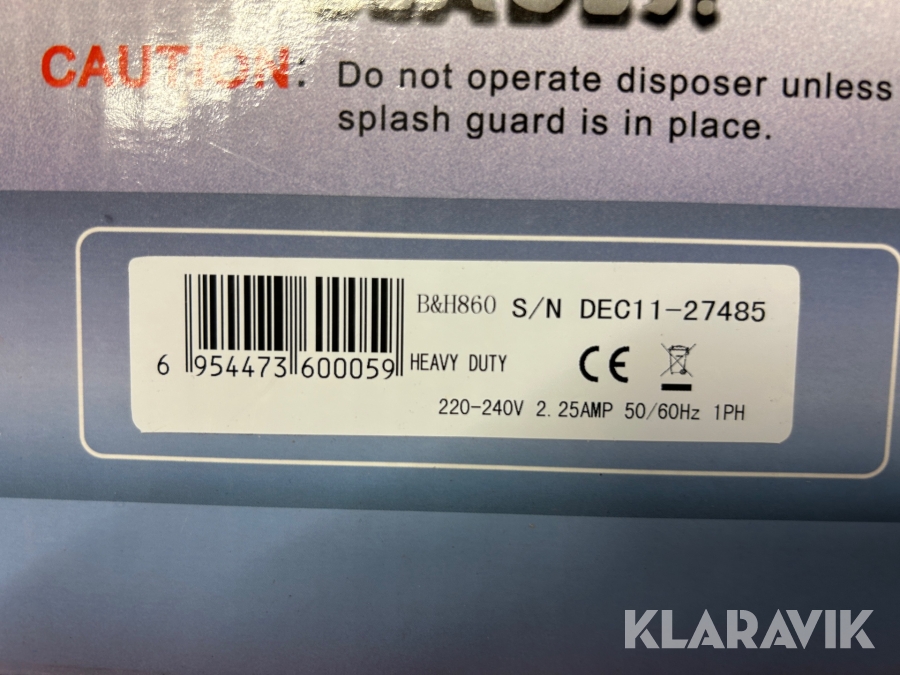 CAUTION: Do not operate disposer unless
splash guard is in place.
B&H860 S/N DEC11-27485
6 954473 600059 HEAVY DUTY CE
220-240V 2.25AMP 50/60Hz 1PH
KLARAVIK